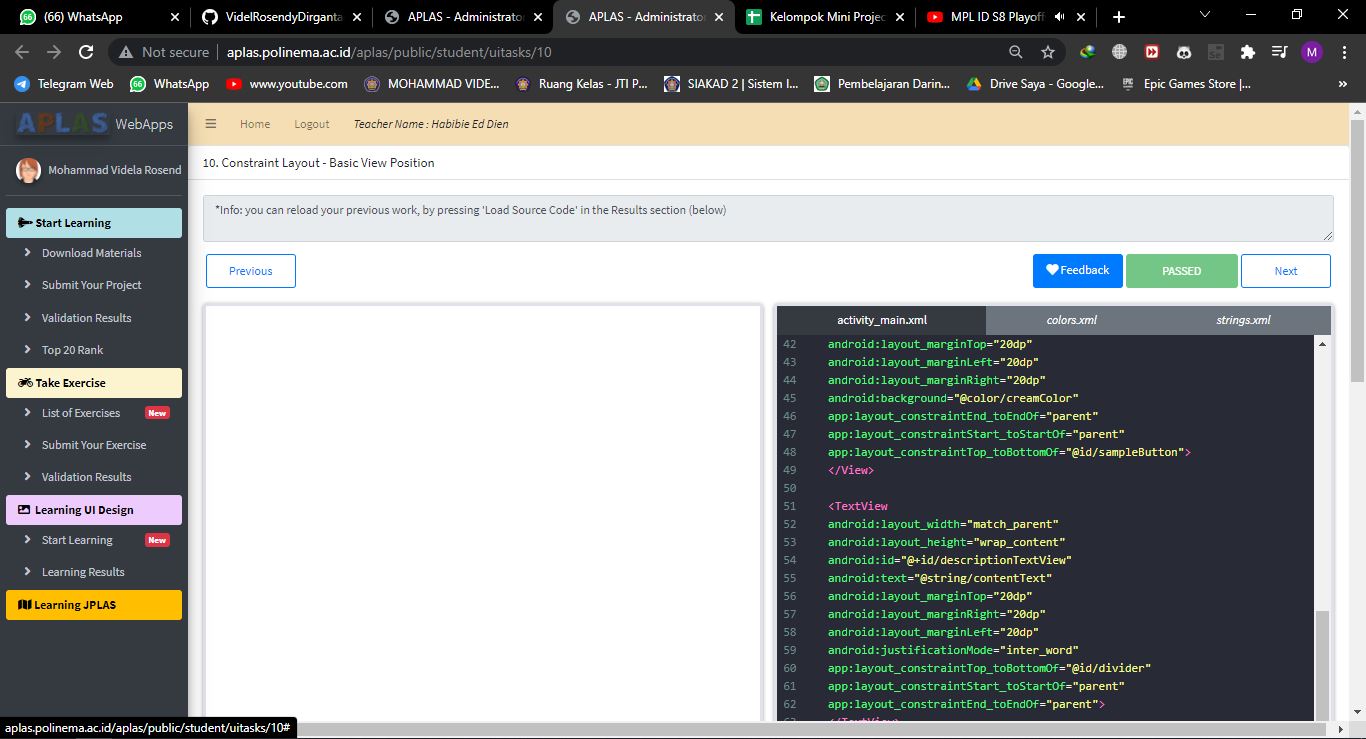 (66) WhatsApp
VidelRosendyDirganta
APLAS - Administrator
APLAS - Administrator
Kelompok Mini Projec
MPL ID S8 Playoff
Not secure
aplas.polinema.ac.id/aplas/public/student/uitasks/10
Telegram Web
WhatsApp
www.youtube.com
MOHAMMAD VIDE...
Ruang Kelas - JTI P...
SIAKAD 2 | Sistem I...
Pembelajaran Darin...
Drive Saya - Google...
Epic Games Store |...
APLAS WebApps
Home
Logout
Teacher Name : Habibie Ed Dien
Mohammad Videla Rosend
10. Constraint Layout - Basic View Position
*Info: you can reload your previous work, by pressing 'Load Source Code' in the Results section (below)
Start Learning
Download Materials
Submit Your Project
Validation Results
Top 20 Rank
Take Exercise
List of Exercises New
Submit Your Exercise
Validation Results
Learning UI Design
Start Learning New
Learning Results
Learning JPLAS
Previous
Feedback
PASSED
Next
activity_main.xml
colors.xml
strings.xml
42 android:layout_marginTop="20dp"
43 android:layout_marginLeft="20dp"
44 android:layout_marginRight="20dp"
45 android:background="@color/creamColor"
46 app:layout_constraintEnd_toEndOf="parent"
47 app:layout_constraintStart_toStartOf="parent"
48 app:layout_constraintTop_toBottomOf="@id/sampleButton">
49 </View>
50
51 <TextView
52 android:layout_width="match_parent"
53 android:layout_height="wrap_content"
54 android:id="@+id/descriptionTextView"
55 android:text="@string/contentText"
56 android:layout_marginTop="20dp"
57 android:layout_marginRight="20dp"
58 android:layout_marginLeft="20dp"
59 android:justificationMode="inter_word"
60 app:layout_constraintTop_toBottomOf="@id/divider"
61 app:layout_constraintStart_toStartOf="parent"
62 app:layout_constraintEnd_toEndOf="parent">
63 </TextView>
aplas.polinema.ac.id/aplas/public/student/uitasks/10#